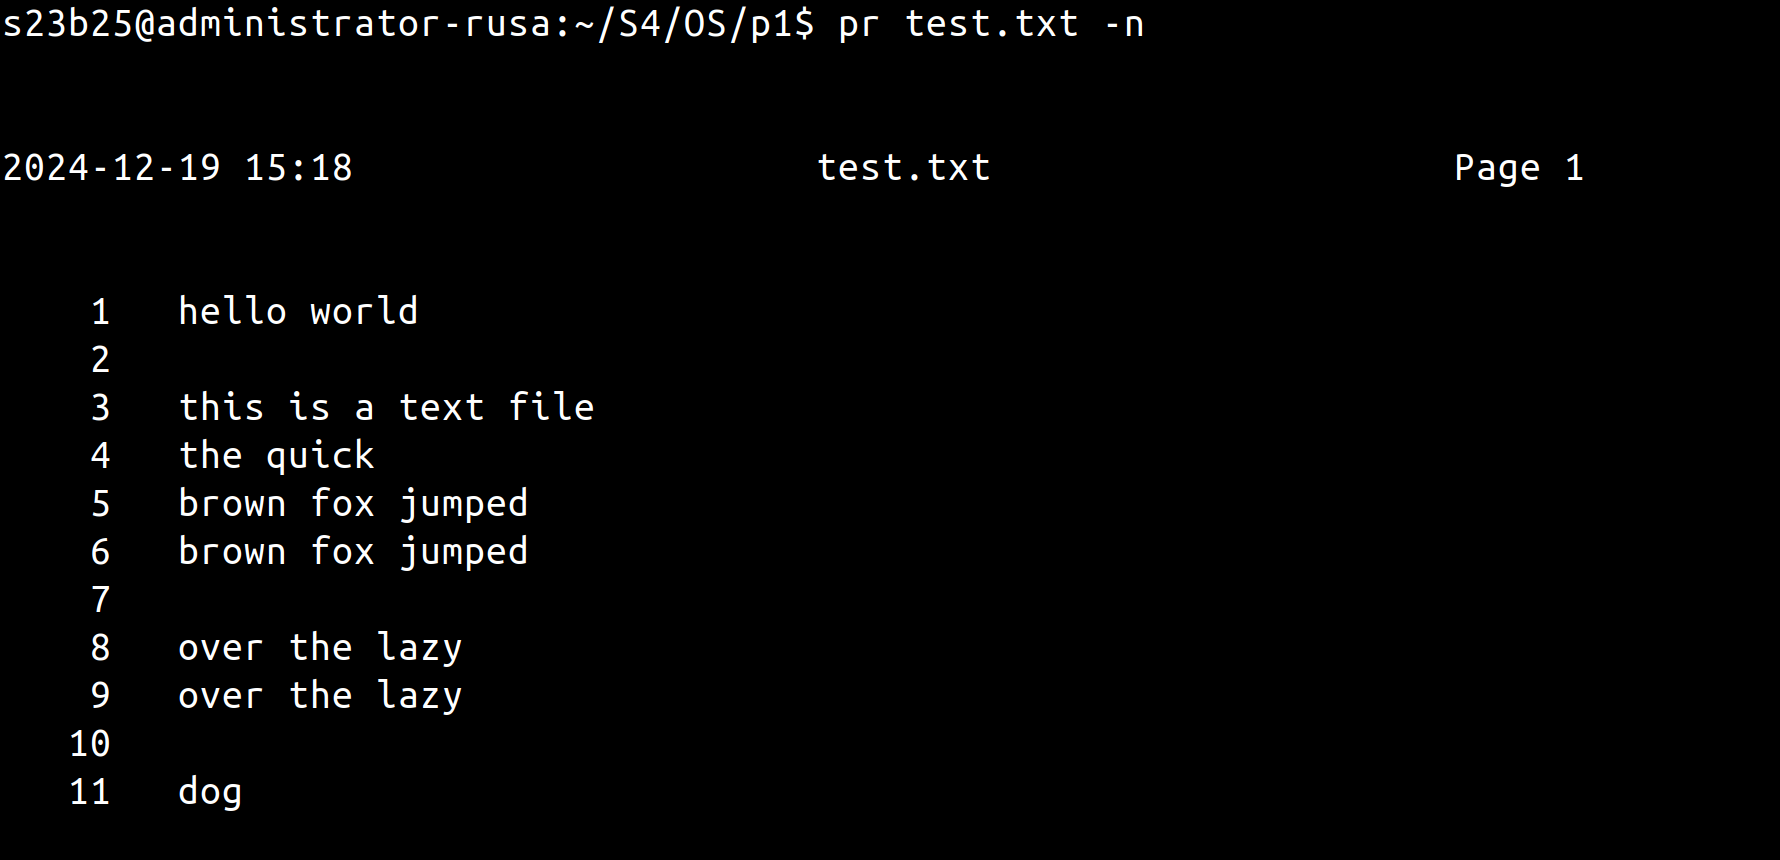 s23b25@administrator-rusa:~/S4/OS/p1$ pr test.txt -n
2024-12-19 15:18 test.txt Page 1
1 hello world
2
3 this is a text file
4 the quick
5 brown fox jumped
6 brown fox jumped
7
8 over the lazy
9 over the lazy
10
11 dog